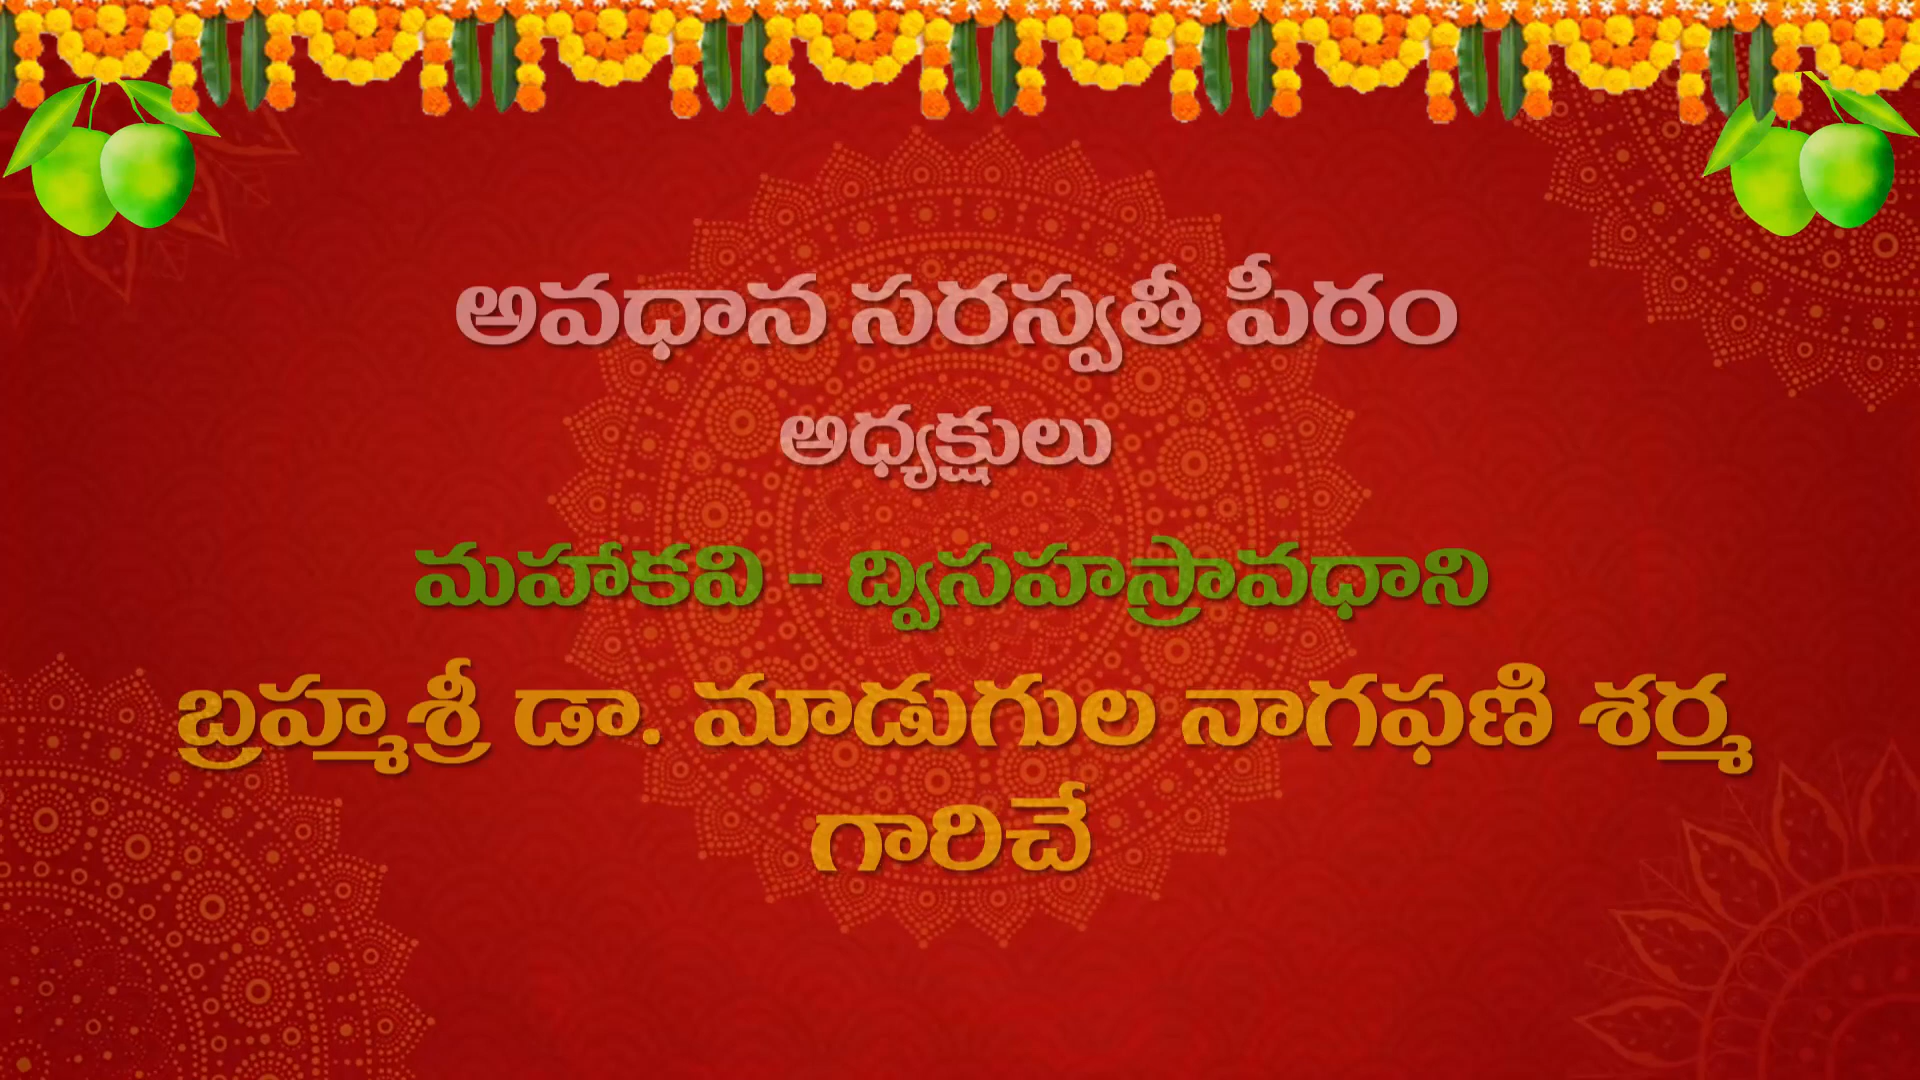 అవధాన సరస్వతీ పీఠం
అధ్యక్షులు
మహాకవి - ద్విసహస్రావధాని
బ్రహ్మశ్రీ డా. మాడుగుల నాగఫణి శర్మ
గారిచే